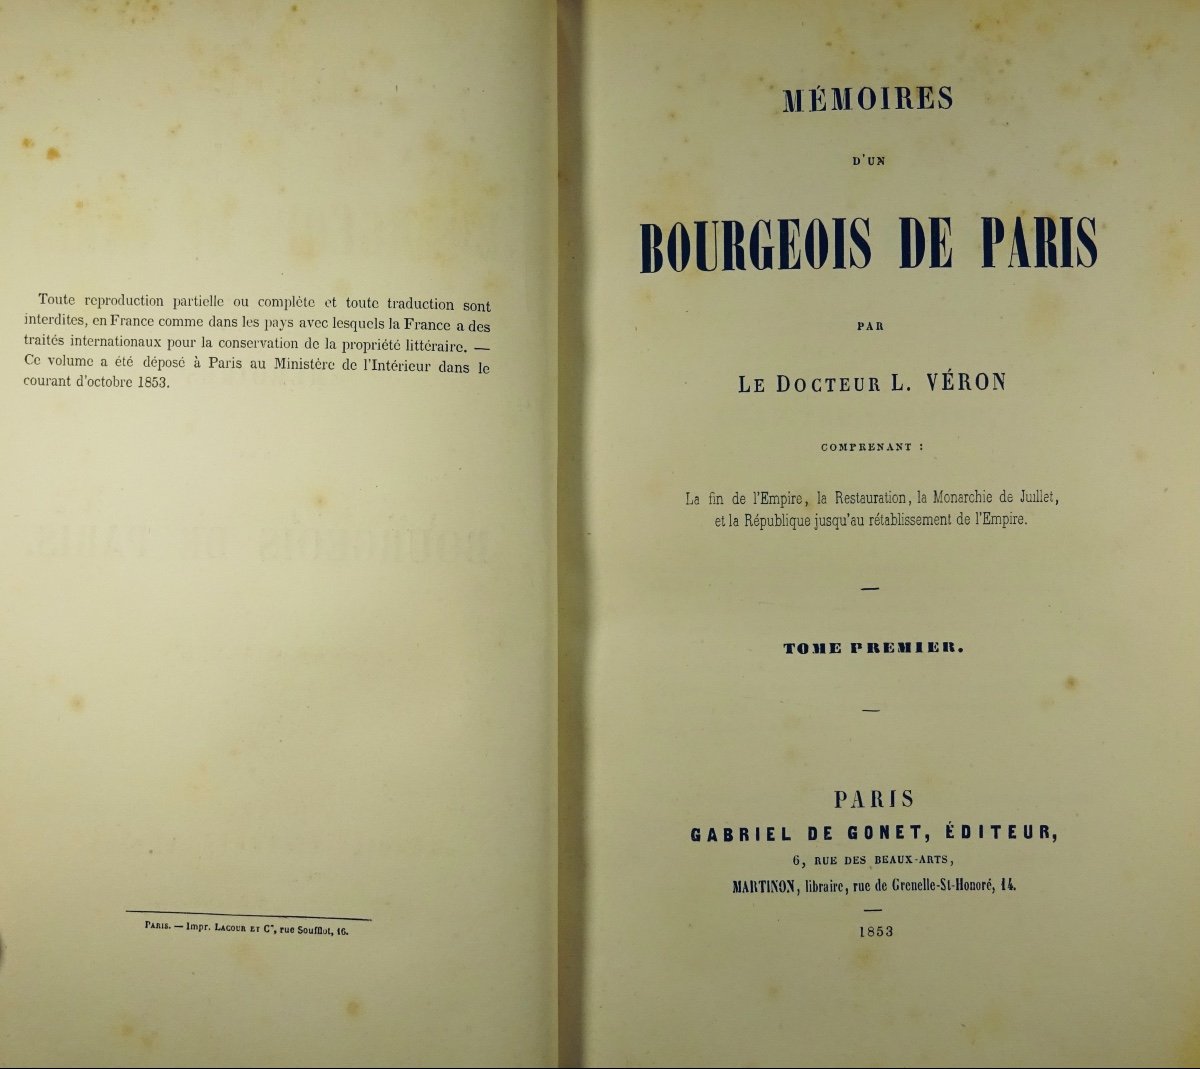 Toute reproduction partielle ou complète et toute traduction sont
interdites, en France comme dans les pays avec lesquels la France a des
traités internationaux pour la conservation de la propriété littéraire. —
Ce volume a été déposé à Paris au Ministère de l'Intérieur dans le
courant d'octobre 1853.
PARIS. — Impr. LACOUR ET Cᵉ, rue Soufflot, 16.
MÉMOIRES
D'UN
BOURGEOIS DE PARIS
PAR
LE DOCTEUR L. VÉRON
COMPRENANT :
La fin de l'Empire, la Restauration, la Monarchie de Juillet,
et la République jusqu'au rétablissement de l'Empire.
—
TOME PREMIER.
—
PARIS
GABRIEL DE GONET, ÉDITEUR,
6, RUE DES BEAUX-ARTS,
MARTINON, libraire, rue de Grenelle-St-Honoré, 14.
—
1853